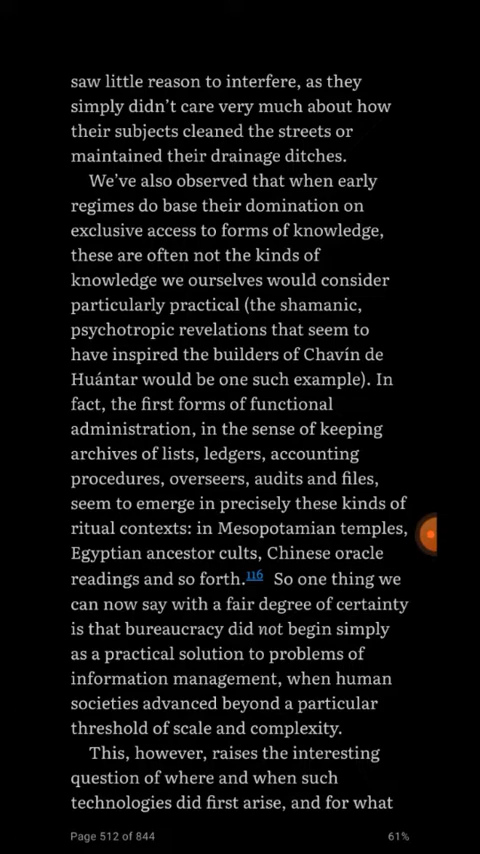 saw little reason to interfere, as they
simply didn’t care very much about how
their subjects cleaned the streets or
maintained their drainage ditches.
We’ve also observed that when early
regimes do base their domination on
exclusive access to forms of knowledge,
these are often not the kinds of
knowledge we ourselves would consider
particularly practical (the shamanic,
psychotropic revelations that seem to
have inspired the builders of Chavín de
Huántar would be one such example). In
fact, the first forms of functional
administration, in the sense of keeping
archives of lists, ledgers, accounting
procedures, overseers, audits and files,
seem to emerge in precisely these kinds of
ritual contexts: in Mesopotamian temples,
Egyptian ancestor cults, Chinese oracle
readings and so forth.116 So one thing we
can now say with a fair degree of certainty
is that bureaucracy did not begin simply
as a practical solution to problems of
information management, when human
societies advanced beyond a particular
threshold of scale and complexity.
This, however, raises the interesting
question of where and when such
technologies did first arise, and for what
Page 512 of 844 61%